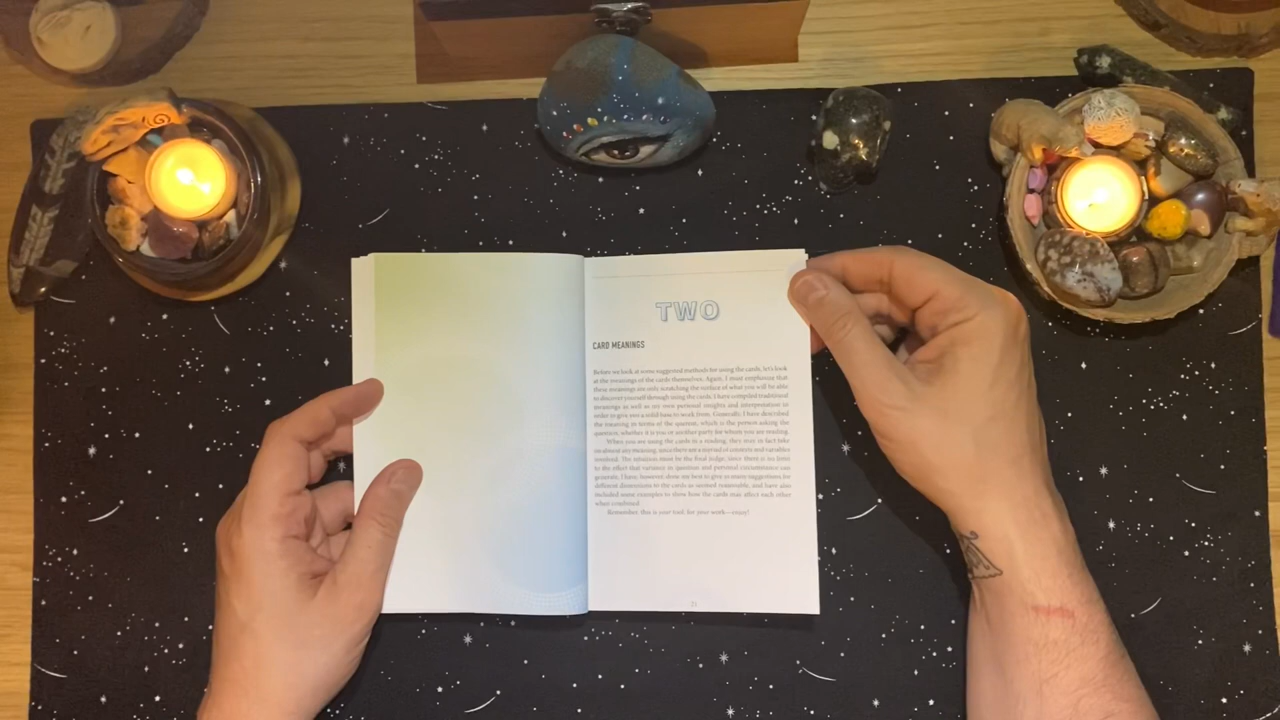 TWO
CARD MEANINGS
Before we look at some suggested methods for using the cards, let's look
at the meanings of the cards themselves. Again, I must emphasize that
these meanings are only scratching the surface of what you will be able
to discover yourself through using the cards. I have compiled traditional
meanings as well as my own personal insights and interpretation in
order to give you a solid base to work from. Generally, I have described
the meaning in terms of the querent, which is the person asking the
question, whether it is you or another party for whom you are reading.
When you are using the cards in a reading, they may in fact take
on almost any meaning, since there are a myriad of contexts and variables
involved. The intuition must be the final judge, since there is no limit
to the effect that variance in question and personal circumstance can
generate. I have, however, done my best to give as many suggestions for
different dimensions to the cards as seemed reasonable, and have also
included some examples to show how the cards may affect each other
when combined.
Remember, this is your tool, for your work—enjoy!
21